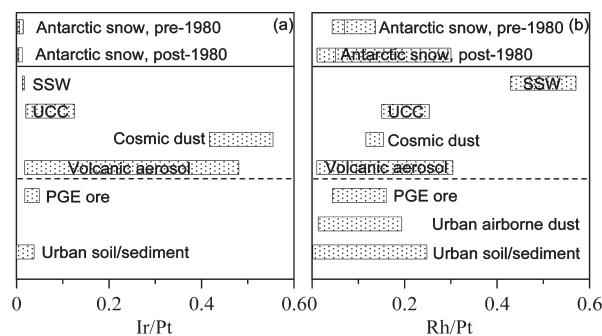 (a)
Antarctic snow, pre-1980
Antarctic snow, post-1980
SSW
UCC
Cosmic dust
Volcanic aerosol
PGE ore
Urban soil/sediment
0 0.2 0.4 0.6
Ir/Pt
(b)
Antarctic snow, pre-1980
Antarctic snow, post-1980
SSW
UCC
Cosmic dust
Volcanic aerosol
PGE ore
Urban airborne dust
Urban soil/sediment
0 0.2 0.4 0.6
Rh/Pt